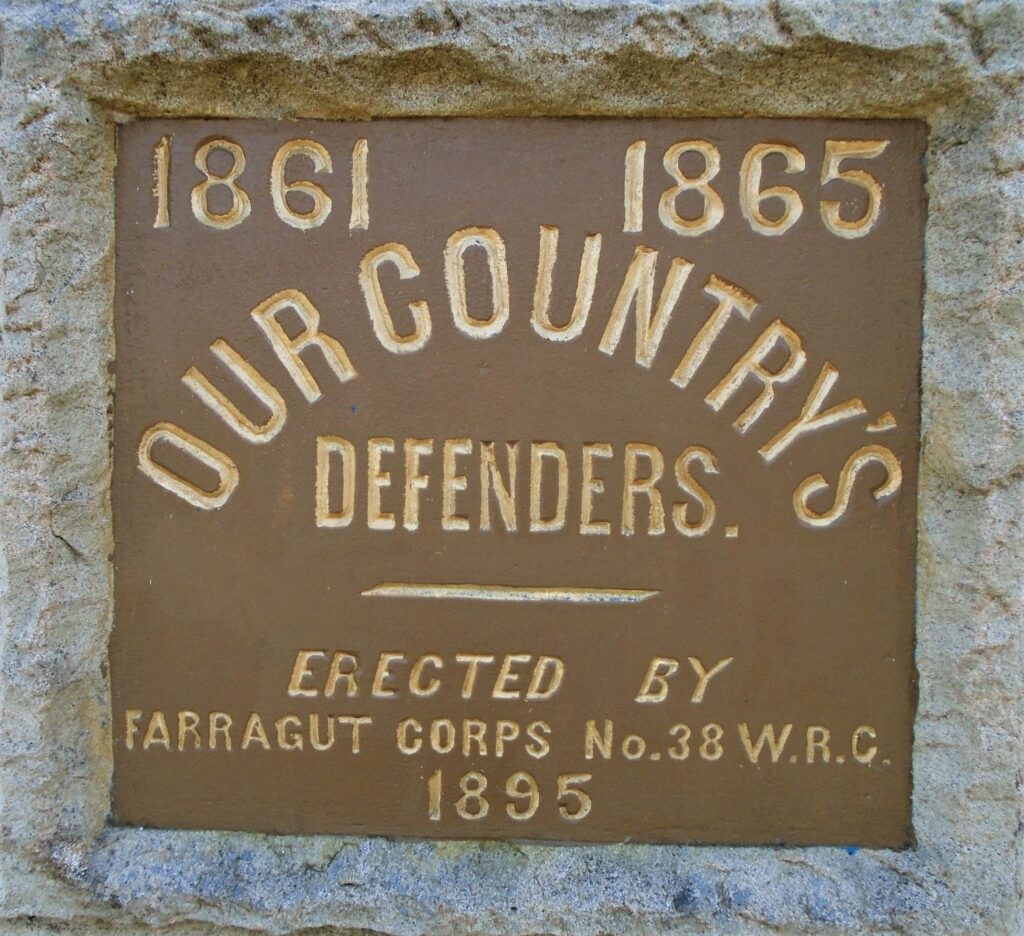 1861 1865
OUR COUNTRY'S
DEFENDERS.
ERECTED BY
FARRAGUT CORPS No. 38 W.R.C.
1895